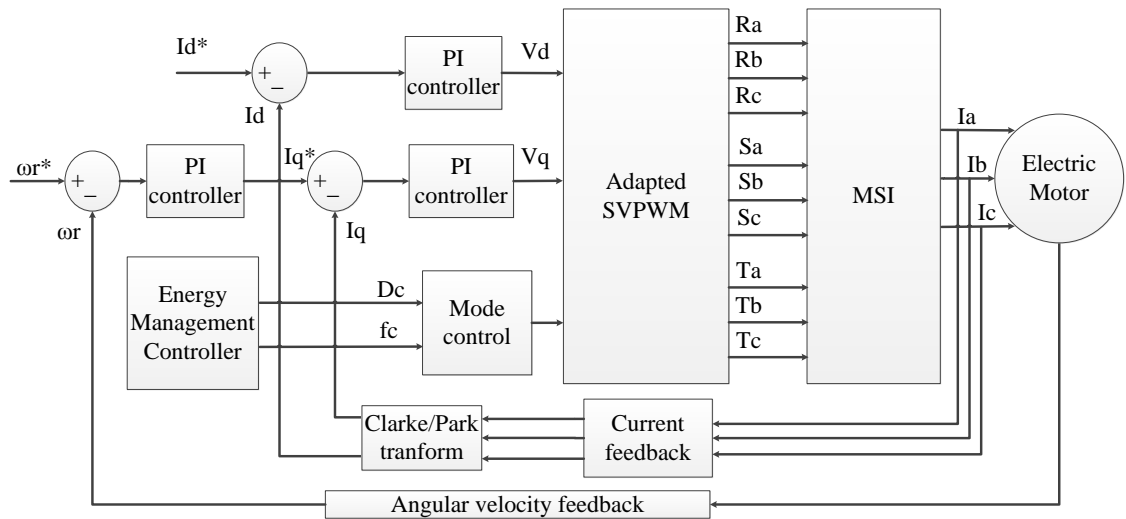 Id*
+
−
Id
PI
controller
Vd
ωr*
+
−
ωr
PI
controller
Iq*
+
−
Iq
PI
controller
Vq
Energy
Management
Controller
Dc
fc
Mode
control
Adapted
SVPWM
Ra
Rb
Rc
Sa
Sb
Sc
Ta
Tb
Tc
MSI
Ia
Ib
Ic
Electric
Motor
Clarke/Park
tranform
Current
feedback
Angular velocity feedback